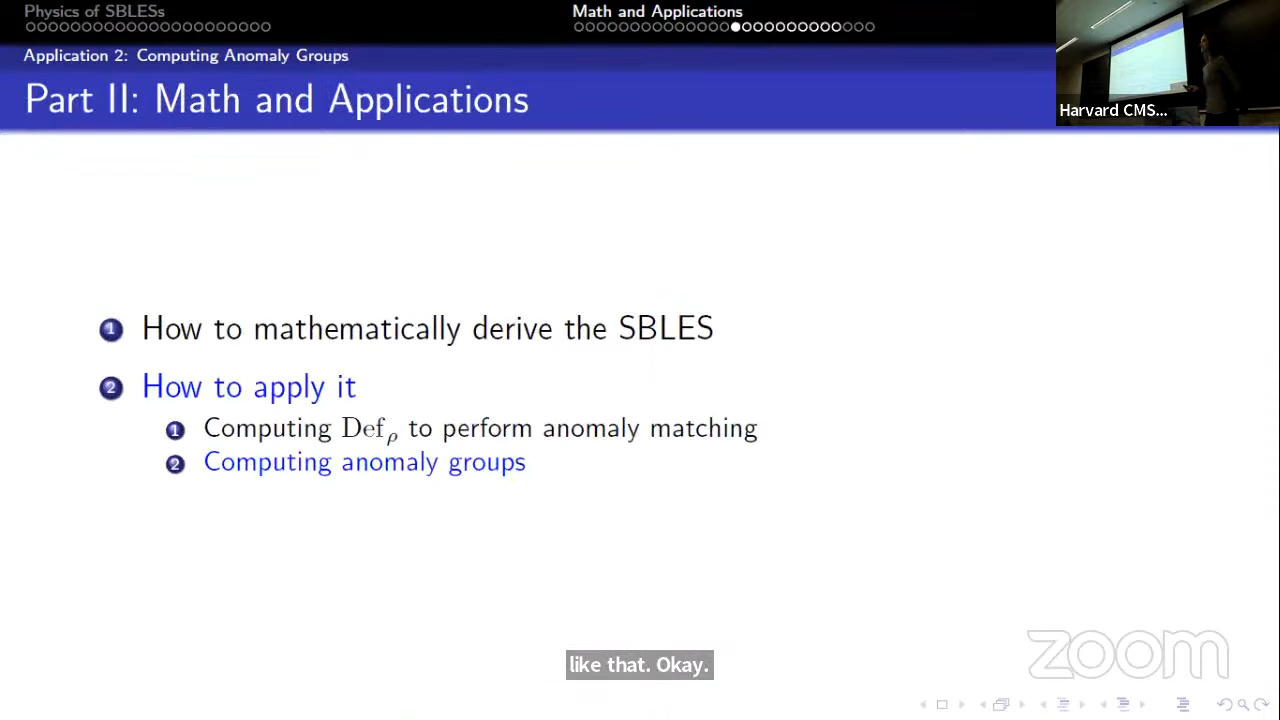 Physics of SBLESs
Math and Applications
Application 2: Computing Anomaly Groups
Part II: Math and Applications
Harvard CMS...
1 How to mathematically derive the SBLES
2 How to apply it
1 Computing Defρ to perform anomaly matching
2 Computing anomaly groups
like that. Okay.
zoom